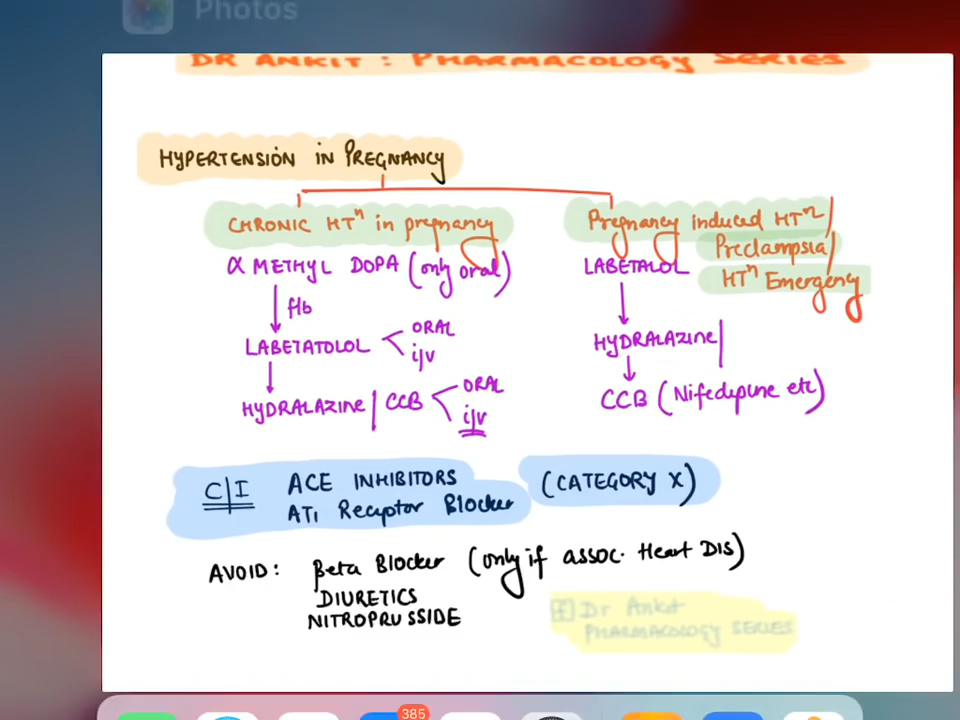 Photos
DR ANKIT : PHARMACOLOGY SERIES
HYPERTENSION IN PREGNANCY
CHRONIC HTⁿ in pregnancy
α METHYL DOPA (only oral)
f/b
LABETATOLOL
ORAL
i/v
HYDRALAZINE | CCB
ORAL
i/v
Pregnancy induced HTⁿ/
Preclampsia/
HTⁿ Emergency
LABETALOL
HYDRALAZINE|
CCB (Nifedepine etc)
C|I ACE INHIBITORS (CATEGORY X)
AT1 Receptor Blocker
AVOID: Beta Blocker (only if assoc. Heart DIS)
DIURETICS
NITROPRUSSIDE
Dr Ankit
PHARMACOLOGY SERIES
385